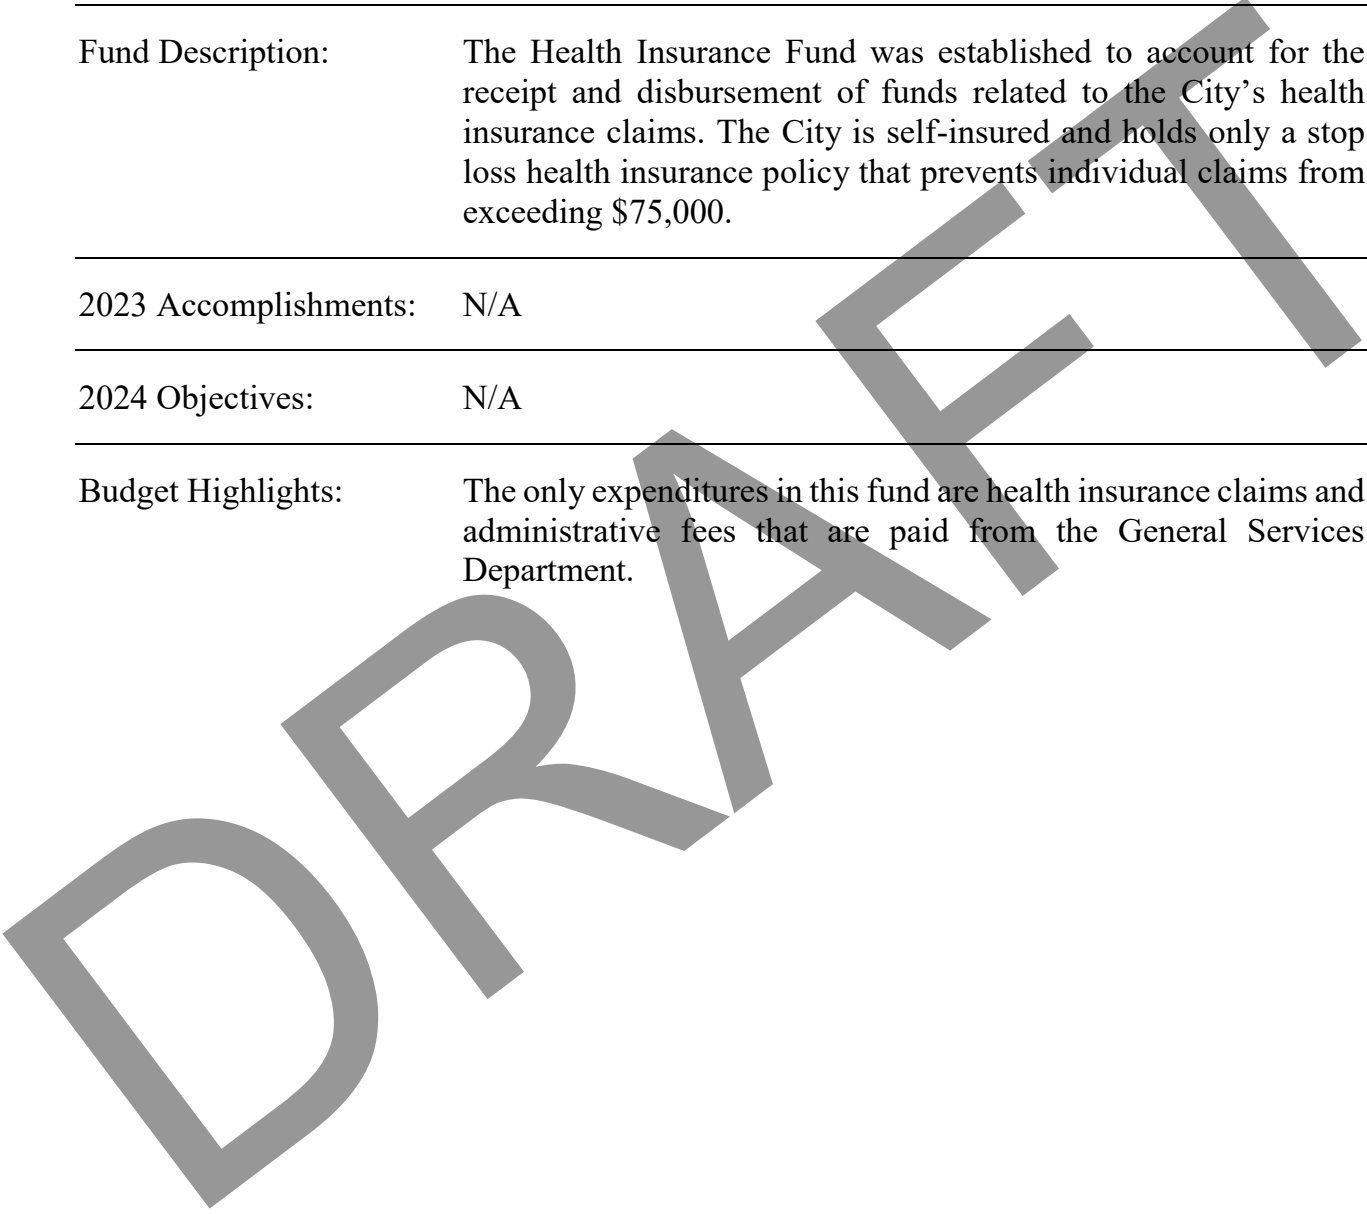 Fund Description: The Health Insurance Fund was established to account for the
receipt and disbursement of funds related to the City’s health
insurance claims. The City is self-insured and holds only a stop
loss health insurance policy that prevents individual claims from
exceeding $75,000.
2023 Accomplishments: N/A
2024 Objectives: N/A
Budget Highlights: The only expenditures in this fund are health insurance claims and
administrative fees that are paid from the General Services
Department.
DRAFT